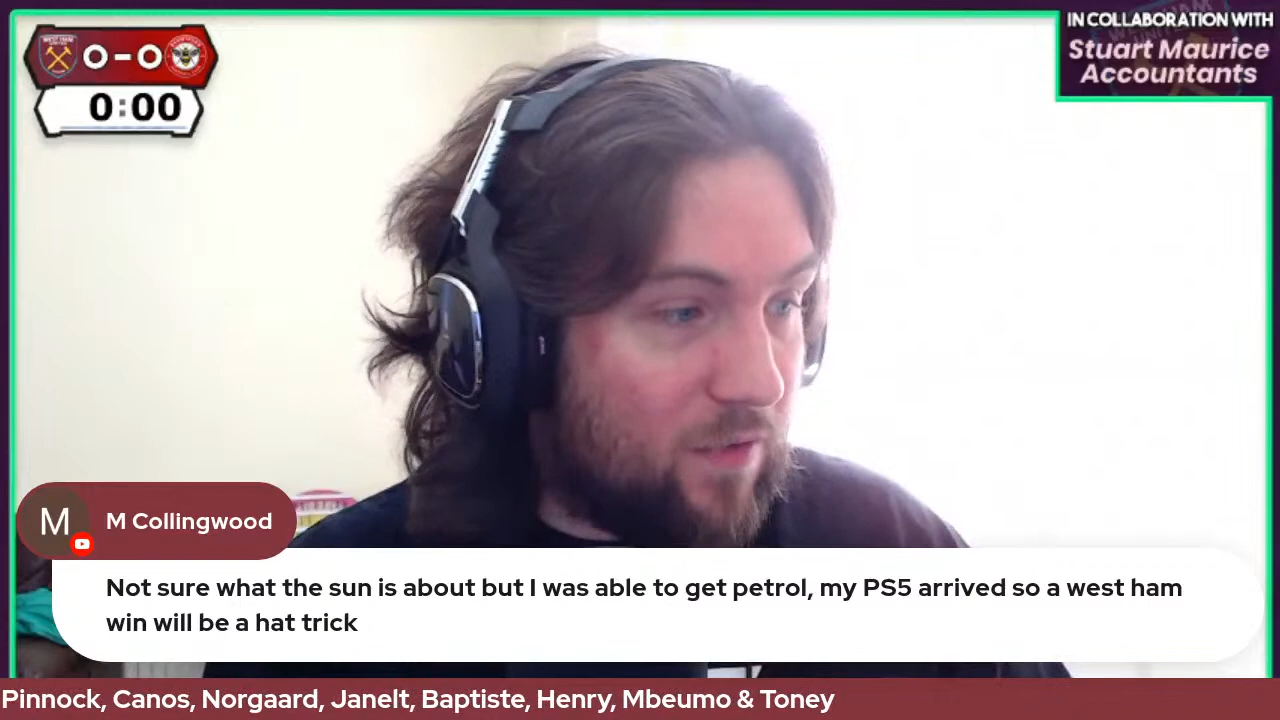 IN COLLABORATION WITH
Stuart Maurice
Accountants
0-0
0:00
M
M Collingwood
Not sure what the sun is about but I was able to get petrol, my PS5 arrived so a west ham
win will be a hat trick
Pinnock, Canos, Norgaard, Janelt, Baptiste, Henry, Mbeumo & Toney